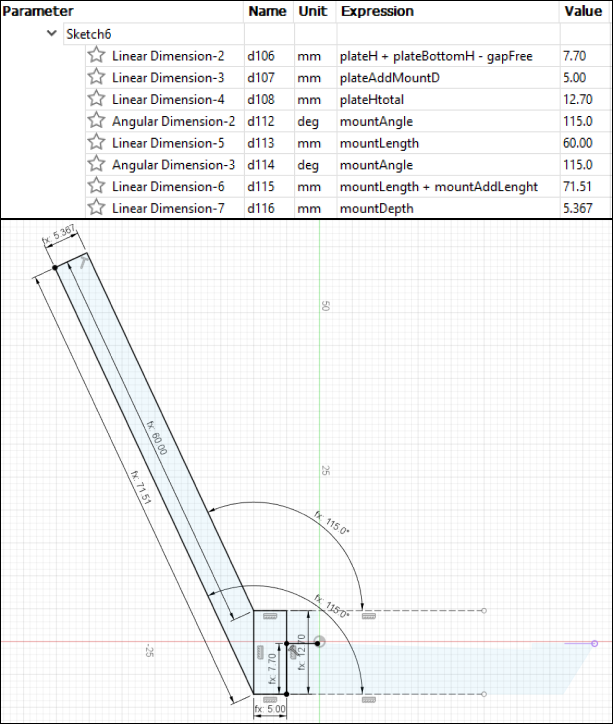 Parameter Name Unit Expression Value
Sketch6
Linear Dimension-2 d106 mm plateH + plateBottomH - gapFree 7.70
Linear Dimension-3 d107 mm plateAddMountD 5.00
Linear Dimension-4 d108 mm plateHtotal 12.70
Angular Dimension-2 d112 deg mountAngle 115.0
Linear Dimension-5 d113 mm mountLength 60.00
Angular Dimension-3 d114 deg mountAngle 115.0
Linear Dimension-6 d115 mm mountLength + mountAddLenght 71.51
Linear Dimension-7 d116 mm mountDepth 5.367
fx: 5.367
50
fx: 60.00
25
fx: 71.51
fx: 115.0°
fx: 115.0°
-25
fx: 12.70
fx: 7.70
fx: 5.00